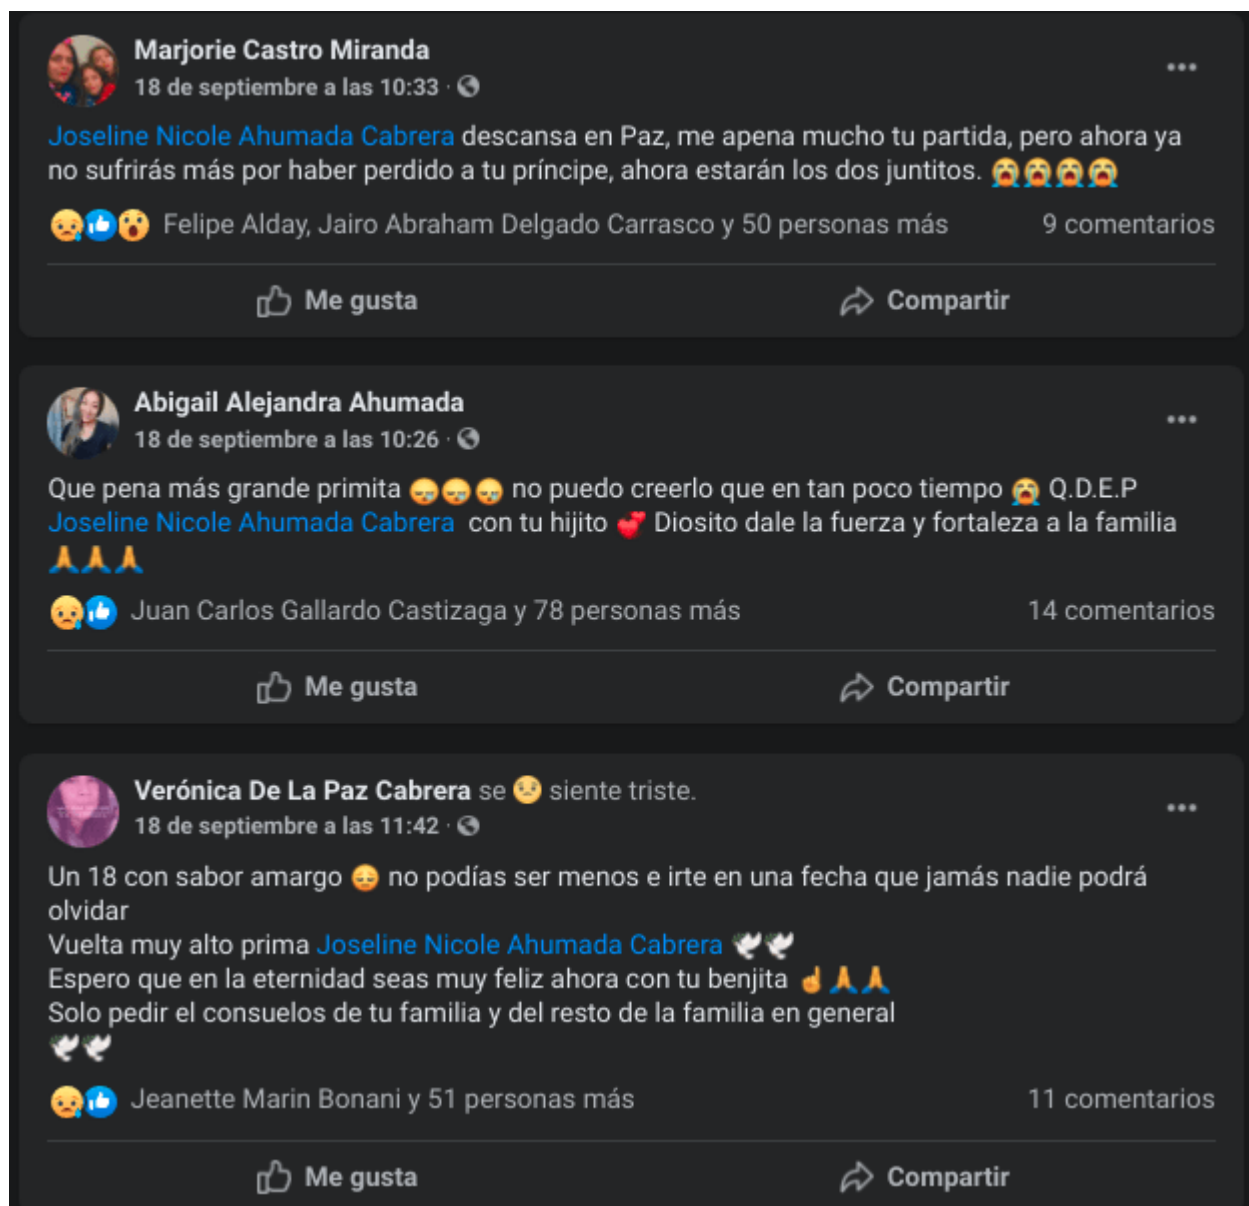 Marjorie Castro Miranda
18 de septiembre a las 10:33 ·
Joseline Nicole Ahumada Cabrera descansa en Paz, me apena mucho tu partida, pero ahora ya
no sufrirás más por haber perdido a tu príncipe, ahora estarán los dos juntitos. 😭😭😭😭
Felipe Alday, Jairo Abraham Delgado Carrasco y 50 personas más 9 comentarios
Me gusta Compartir
Abigail Alejandra Ahumada
18 de septiembre a las 10:26 ·
Que pena más grande primita 😪😪😪 no puedo creerlo que en tan poco tiempo 😭 Q.D.E.P
Joseline Nicole Ahumada Cabrera con tu hijito 💕 Diosito dale la fuerza y fortaleza a la familia
🙏🙏🙏
Juan Carlos Gallardo Castizaga y 78 personas más 14 comentarios
Me gusta Compartir
Verónica De La Paz Cabrera se 😟 siente triste.
18 de septiembre a las 11:42 ·
Un 18 con sabor amargo 😔 no podías ser menos e irte en una fecha que jamás nadie podrá
olvidar
Vuelta muy alto prima Joseline Nicole Ahumada Cabrera 🕊🕊
Espero que en la eternidad seas muy feliz ahora con tu benjita ☝🙏🙏
Solo pedir el consuelos de tu familia y del resto de la familia en general
🕊🕊
Jeanette Marin Bonani y 51 personas más 11 comentarios
Me gusta Compartir